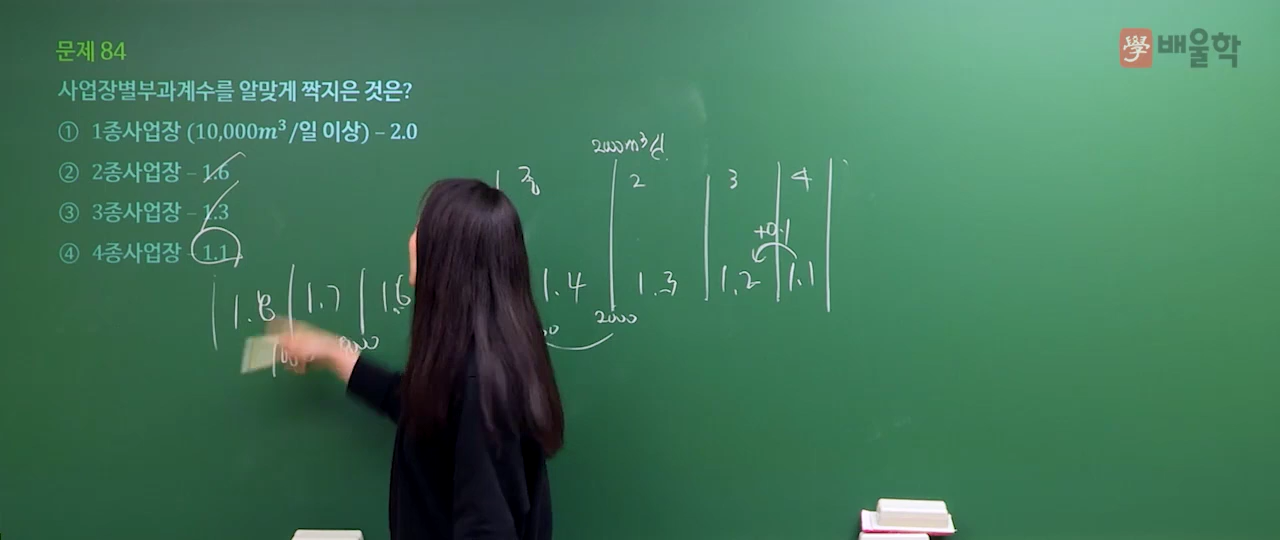 문제 84
學 배울학
사업장별부과계수를 알맞게 짝지은 것은?
① 1종사업장 (10,000m³/일 이상) – 2.0
② 2종사업장 – 1.6
③ 3종사업장 – 1.3
④ 4종사업장 – 1.1
2000m³
종 2 3 4
+0.1
1.8 1.7 1.6 1.4 1.3 1.2 1.1
2000